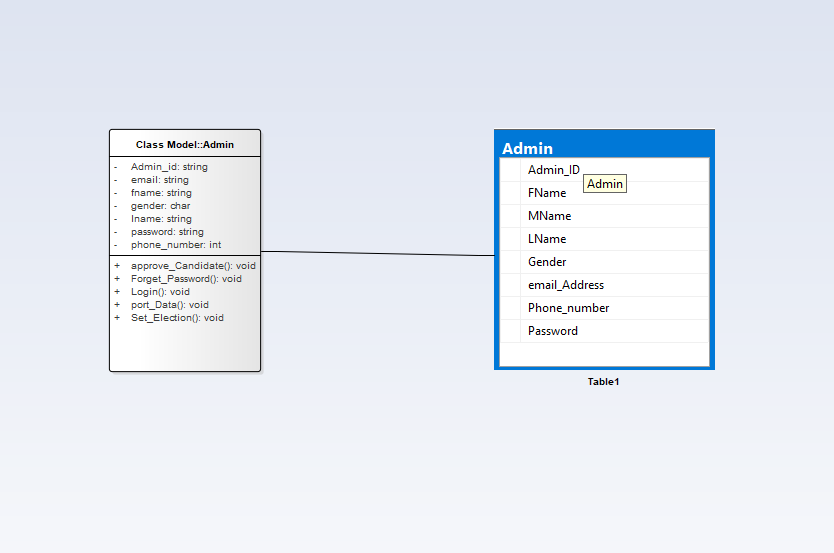 Class Model::Admin
- Admin_id: string
- email: string
- fname: string
- gender: char
- lname: string
- password: string
- phone_number: int
+ approve_Candidate(): void
+ Forget_Password(): void
+ Login(): void
+ port_Data(): void
+ Set_Election(): void
Admin
Admin_ID
Admin
FName
MName
LName
Gender
email_Address
Phone_number
Password
Table1